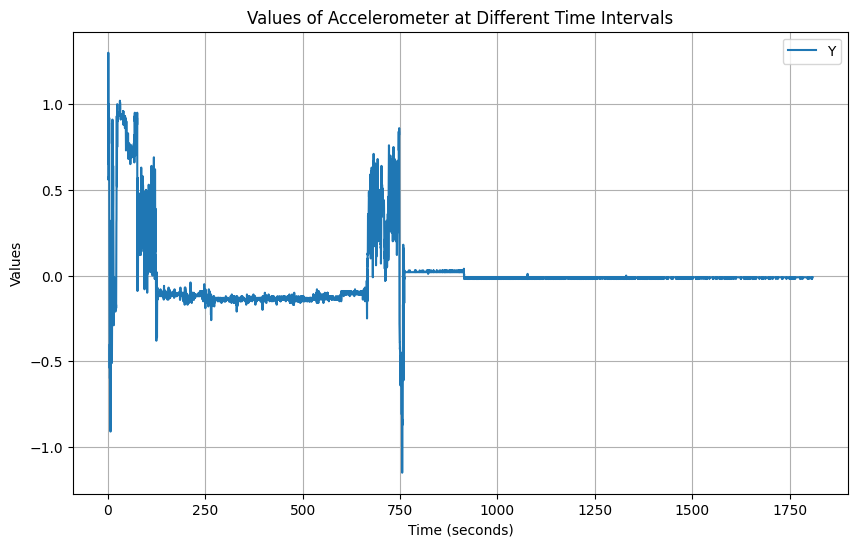 Values of Accelerometer at Different Time Intervals
Y
1.0
0.5
0.0
−0.5
−1.0
Values
0 250 500 750 1000 1250 1500 1750
Time (seconds)